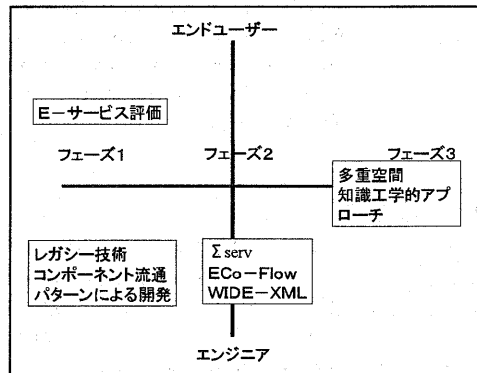 エンドユーザー
E－サービス評価
フェーズ1
フェーズ2
フェーズ3
多重空間
知識工学的アプ
ローチ
レガシー技術
コンポーネント流通
パターンによる開発
Σserv
ECo－Flow
WIDE－XML
エンジニア